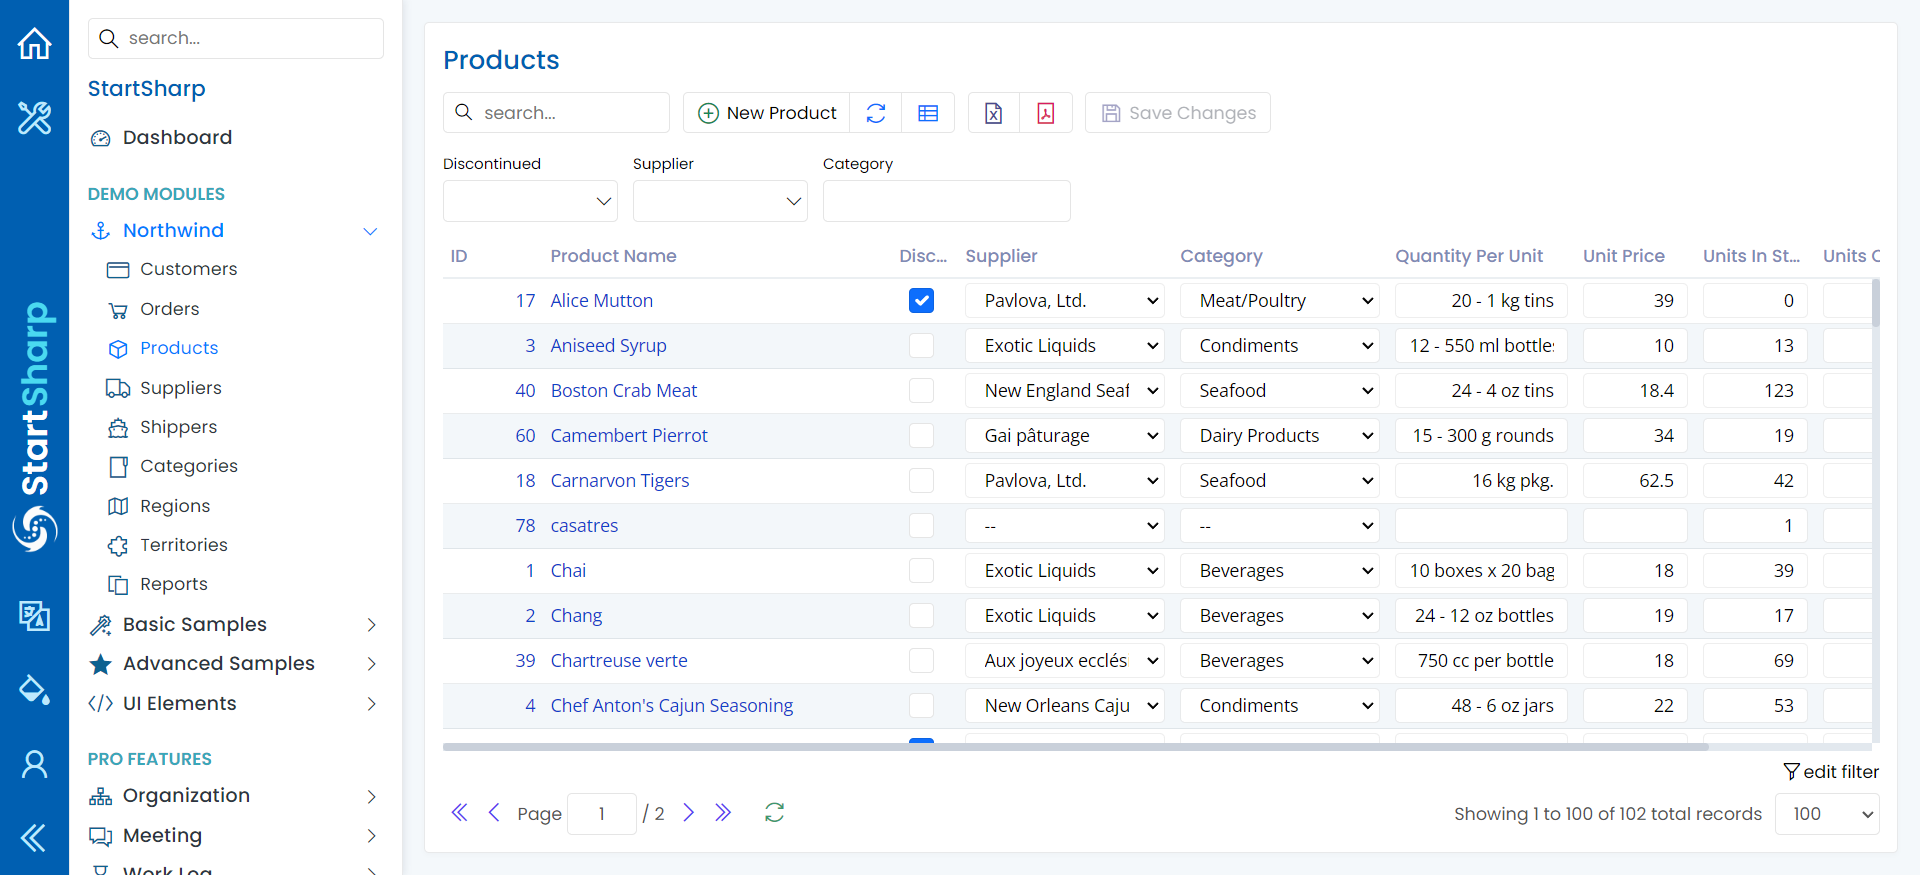 search...
StartSharp
Dashboard
DEMO MODULES
Northwind
Customers
Orders
Products
Suppliers
Shippers
Categories
Regions
Territories
Reports
Basic Samples
Advanced Samples
UI Elements
PRO FEATURES
Organization
Meeting
Work Log
StartSharp
Products
search...
New Product
Save Changes
Discontinued Supplier Category
ID Product Name Disc... Supplier Category Quantity Per Unit Unit Price Units In St... Units O
17 Alice Mutton Pavlova, Ltd. Meat/Poultry 20 - 1 kg tins 39 0
3 Aniseed Syrup Exotic Liquids Condiments 12 - 550 ml bottles 10 13
40 Boston Crab Meat New England Seaf Seafood 24 - 4 oz tins 18.4 123
60 Camembert Pierrot Gai pâturage Dairy Products 15 - 300 g rounds 34 19
18 Carnarvon Tigers Pavlova, Ltd. Seafood 16 kg pkg. 62.5 42
78 casatres -- -- 1
1 Chai Exotic Liquids Beverages 10 boxes x 20 bag 18 39
2 Chang Exotic Liquids Beverages 24 - 12 oz bottles 19 17
39 Chartreuse verte Aux joyeux ecclési Beverages 750 cc per bottle 18 69
4 Chef Anton's Cajun Seasoning New Orleans Caju Condiments 48 - 6 oz jars 22 53
edit filter
Page 1 / 2
Showing 1 to 100 of 102 total records 100